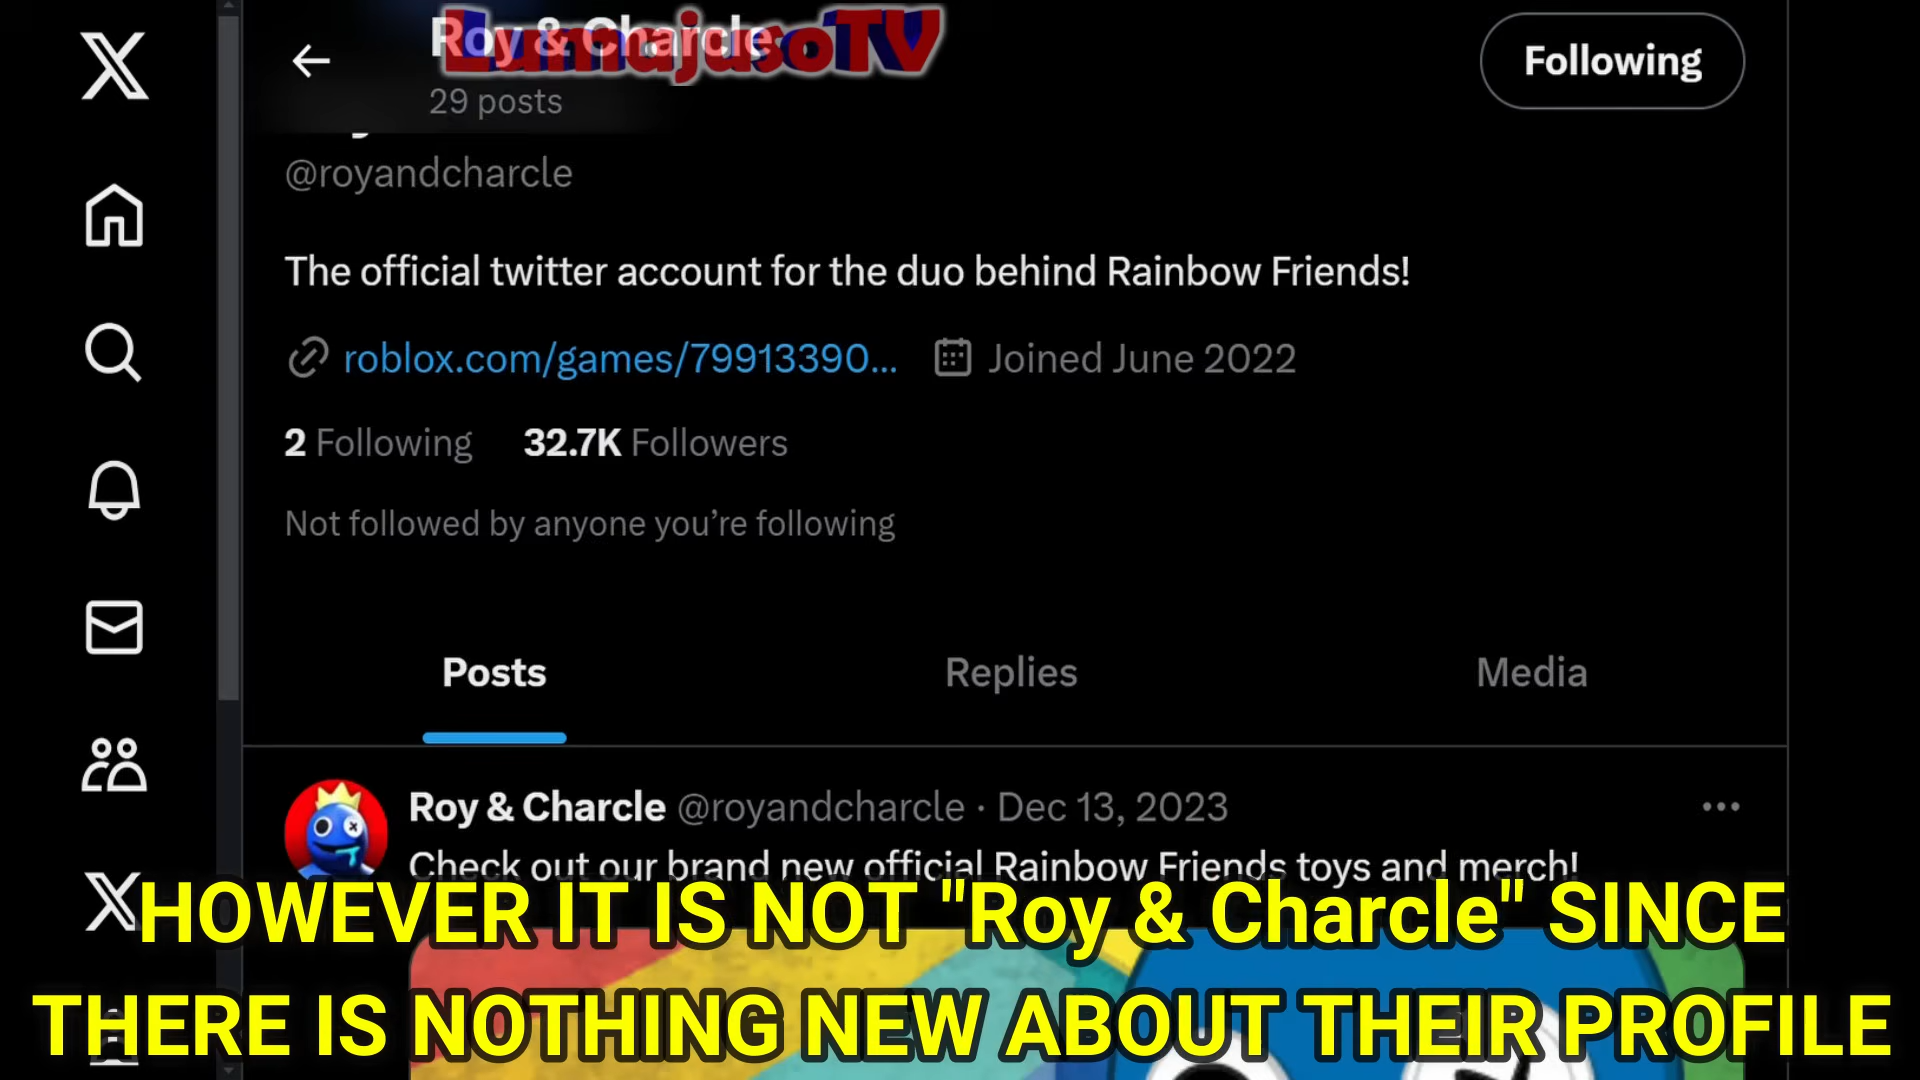 Roy & Charcle
LumajusoTV
29 posts
Following
@royandcharcle
The official twitter account for the duo behind Rainbow Friends!
roblox.com/games/79913390... Joined June 2022
2 Following 32.7K Followers
Not followed by anyone you’re following
Posts Replies Media
Roy & Charcle @royandcharcle · Dec 13, 2023
Check out our brand new official Rainbow Friends toys and merch!
HOWEVER IT IS NOT "Roy & Charcle" SINCE
THERE IS NOTHING NEW ABOUT THEIR PROFILE